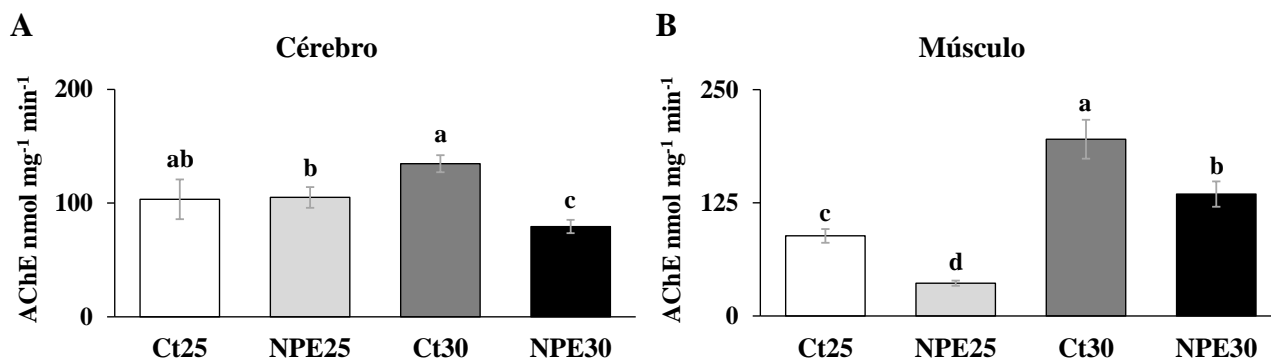 A
Cérebro
AChE nmol mg⁻¹ min⁻¹
200
100
0
ab
b
a
c
Ct25 NPE25 Ct30 NPE30
B
Músculo
AChE nmol mg⁻¹ min⁻¹
250
125
0
c
d
a
b
Ct25 NPE25 Ct30 NPE30